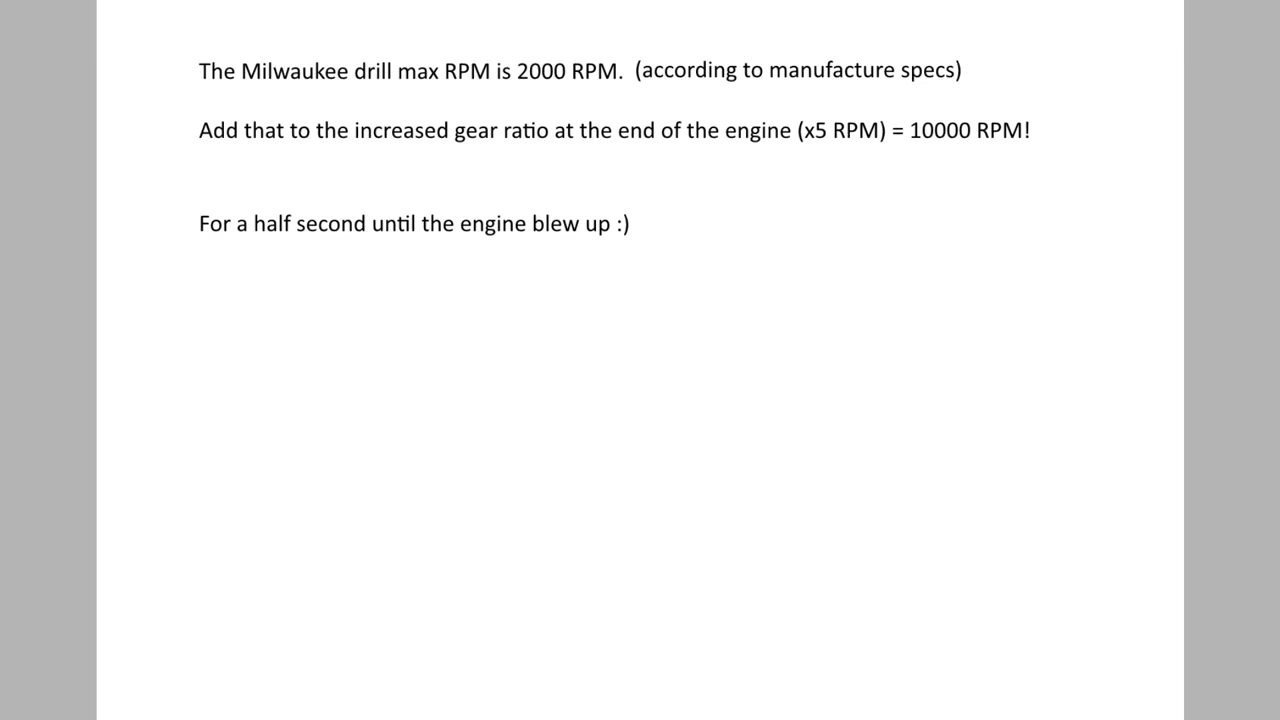 The Milwaukee drill max RPM is 2000 RPM. (according to manufacture specs)
Add that to the increased gear ratio at the end of the engine (x5 RPM) = 10000 RPM!
For a half second until the engine blew up :)